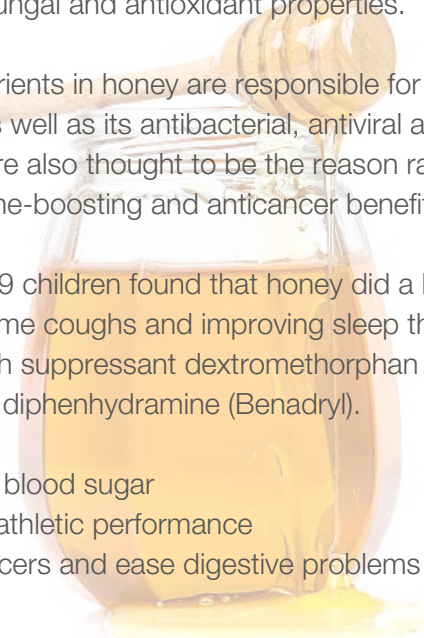 ungal and antioxidant properties.
rients in honey are responsible for
s well as its antibacterial, antiviral a
re also thought to be the reason ra
ne-boosting and anticancer benefit
9 children found that honey did a
me coughs and improving sleep th
h suppressant dextromethorphan
diphenhydramine (Benadryl).
blood sugar
athletic performance
cers and ease digestive problems